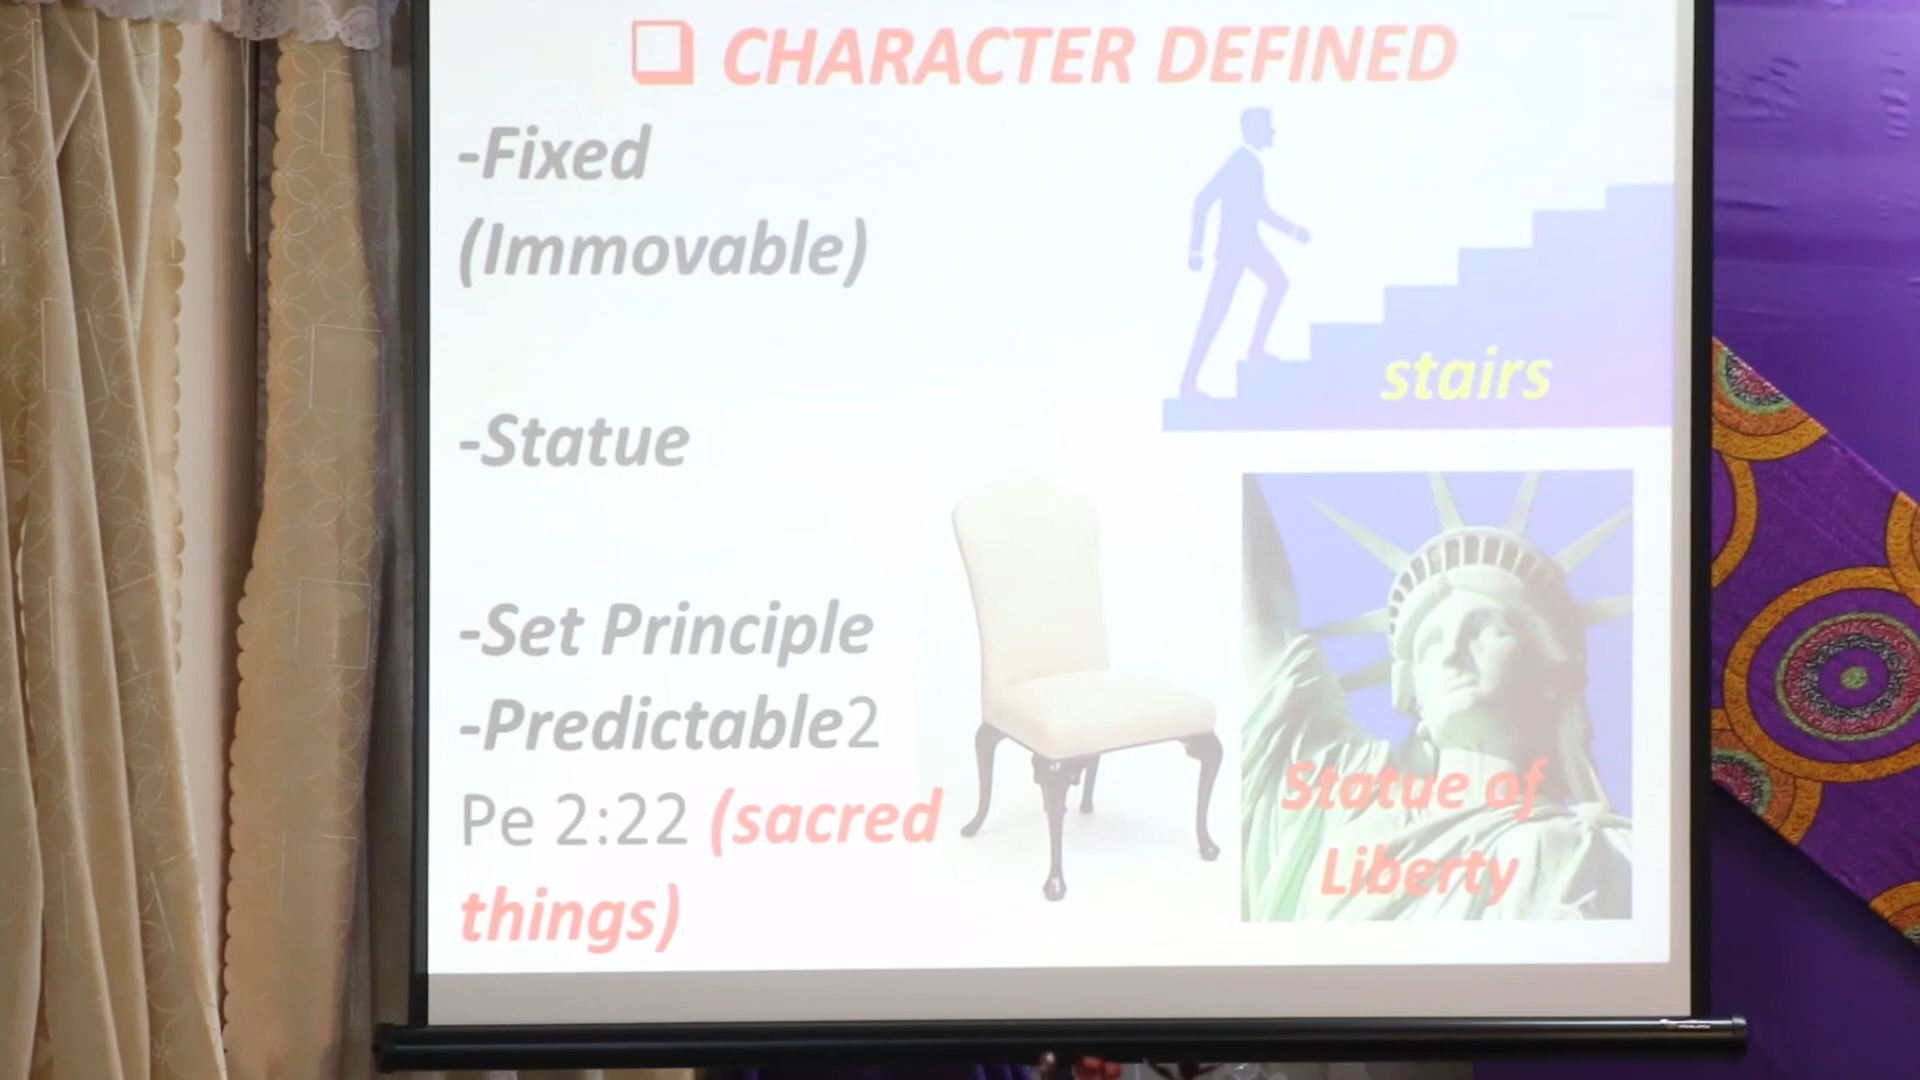 CHARACTER DEFINED
-Fixed
(Immovable)
stairs
-Statue
-Set Principle
-Predictable2
Pe 2:22 (sacred
things)
Statue of
Liberty